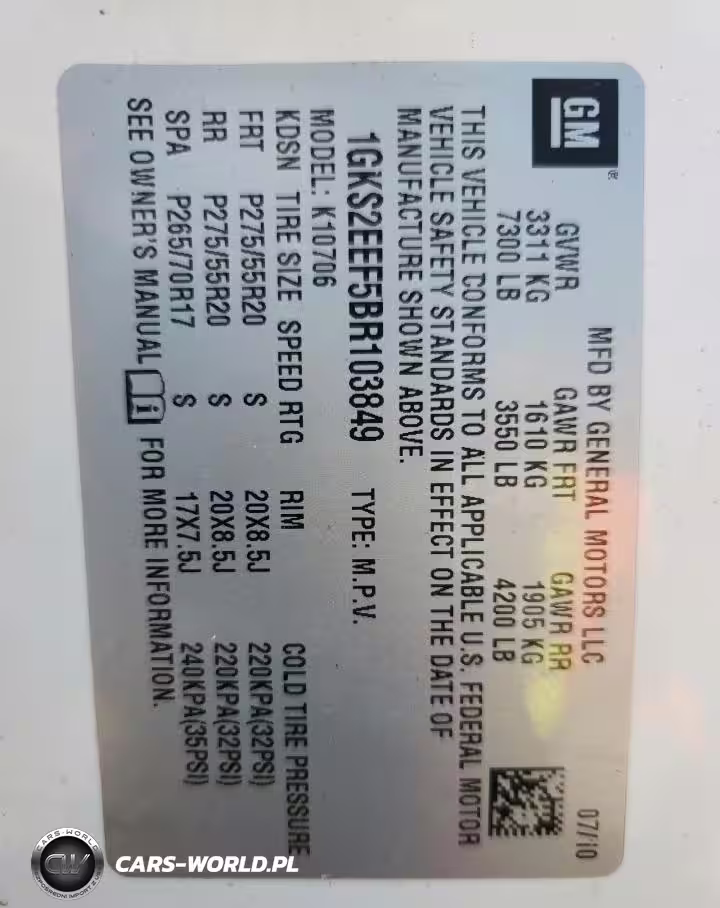 GM
MFD BY GENERAL MOTORS LLC 07/10
GVWR GAWR FRT GAWR RR
3311 KG 1610 KG 1905 KG
7300 LB 3550 LB 4200 LB
THIS VEHICLE CONFORMS TO ALL APPLICABLE U.S. FEDERAL MOTOR
VEHICLE SAFETY STANDARDS IN EFFECT ON THE DATE OF
MANUFACTURE SHOWN ABOVE.
1GKS2EEF5BR103849 TYPE: M.P.V.
MODEL: K10706
KDSN TIRE SIZE SPEED RTG RIM COLD TIRE PRESSURE
FRT P275/55R20 S 20X8.5J 220KPA(32PSI)
RR P275/55R20 S 20X8.5J 220KPA(32PSI)
SPA P265/70R17 S 17X7.5J 240KPA(35PSI)
SEE OWNER'S MANUAL i FOR MORE INFORMATION.
CARS-WORLD
CW
CARS-WORLD.PL